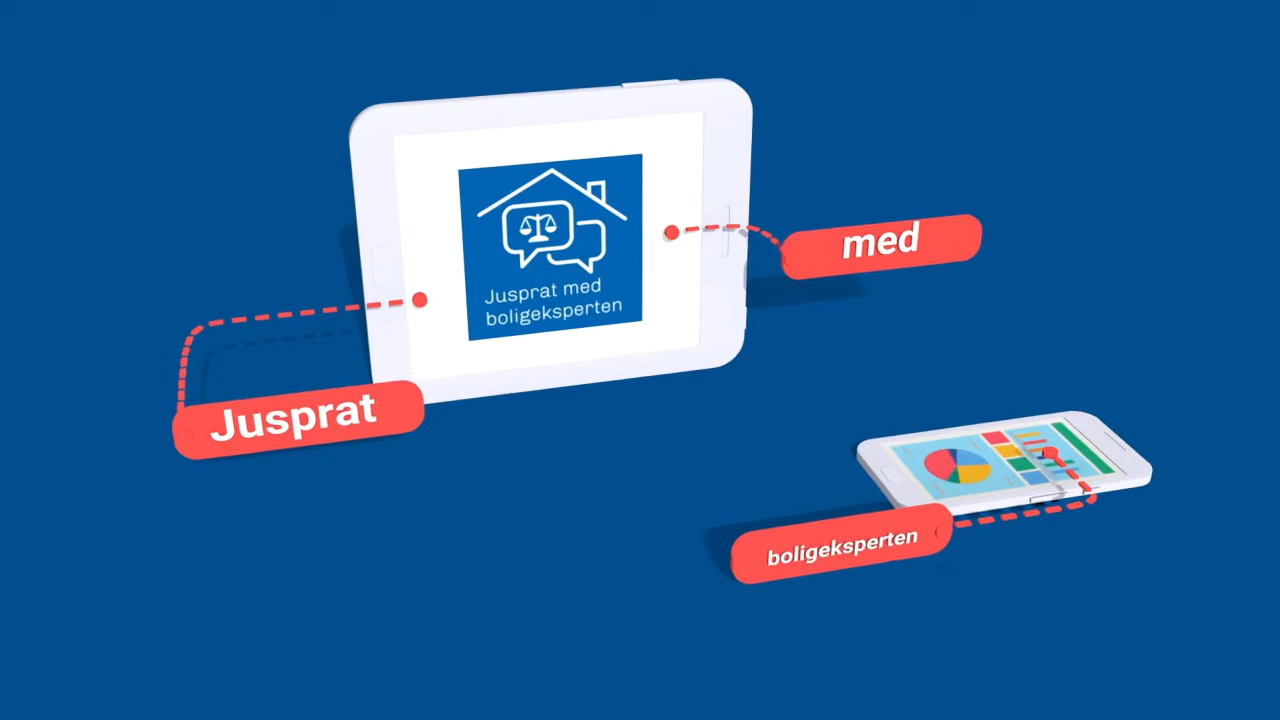 Jusprat med
boligeksperten
med
Jusprat
boligeksperten